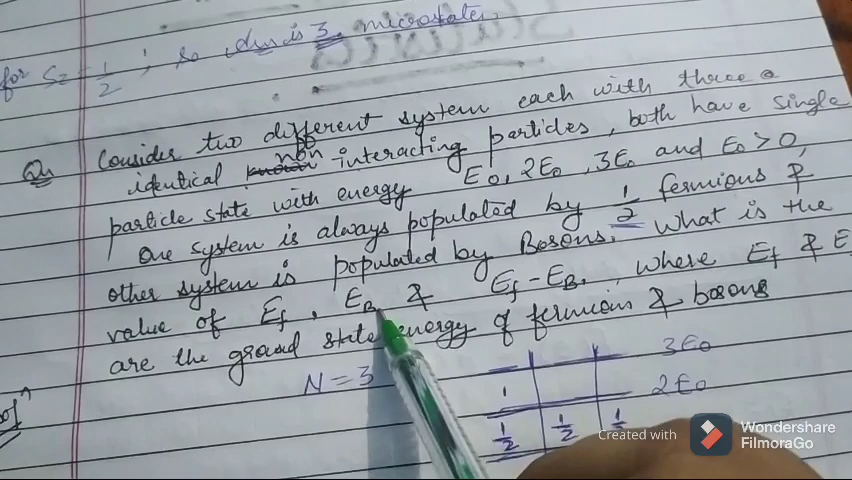 for Sz = -1/2 ; so this is 3 microstates.
Qn Consider two different system each with three
identical non interacting particles, both have single
particle state with energy E0, 2E0, 3E0 and E0 > 0,
One system is always populated by 1/2 fermions &
other system is populated by Bosons. What is the
value of Ef, EB & Ef - EB, where Ef & E
are the groud state energy of fermions & bosons
N = 3
3E0
1 2E0
1/2 1/2 1
Created with Wondershare FilmoraGo